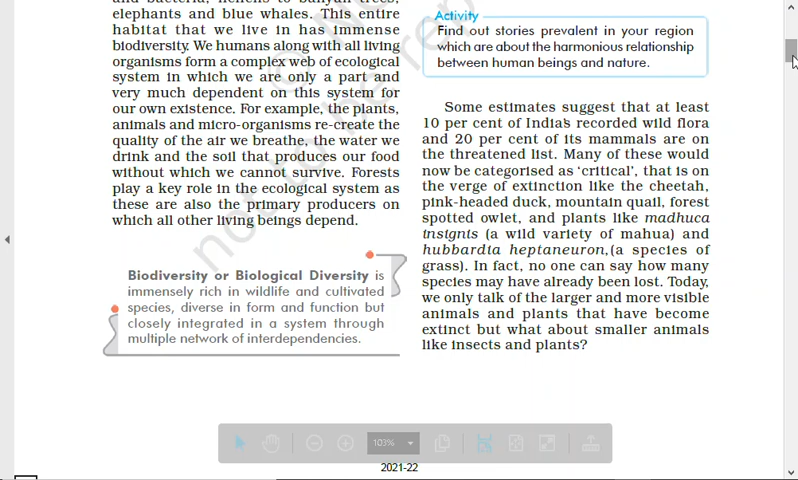 and bacteria, lichens to banyan trees,
elephants and blue whales. This entire
habitat that we live in has immense
biodiversity. We humans along with all living
organisms form a complex web of ecological
system in which we are only a part and
very much dependent on this system for
our own existence. For example, the plants,
animals and micro-organisms re-create the
quality of the air we breathe, the water we
drink and the soil that produces our food
without which we cannot survive. Forests
play a key role in the ecological system as
these are also the primary producers on
which all other living beings depend.
Biodiversity or Biological Diversity is
immensely rich in wildlife and cultivated
species, diverse in form and function but
closely integrated in a system through
multiple network of interdependencies.
Activity
Find out stories prevalent in your region
which are about the harmonious relationship
between human beings and nature.
Some estimates suggest that at least
10 per cent of India's recorded wild flora
and 20 per cent of its mammals are on
the threatened list. Many of these would
now be categorised as ‘critical’, that is on
the verge of extinction like the cheetah,
pink-headed duck, mountain quail, forest
spotted owlet, and plants like madhuca
insignis (a wild variety of mahua) and
hubbardia heptaneuron,(a species of
grass). In fact, no one can say how many
species may have already been lost. Today,
we only talk of the larger and more visible
animals and plants that have become
extinct but what about smaller animals
like insects and plants?
103%
2021-22